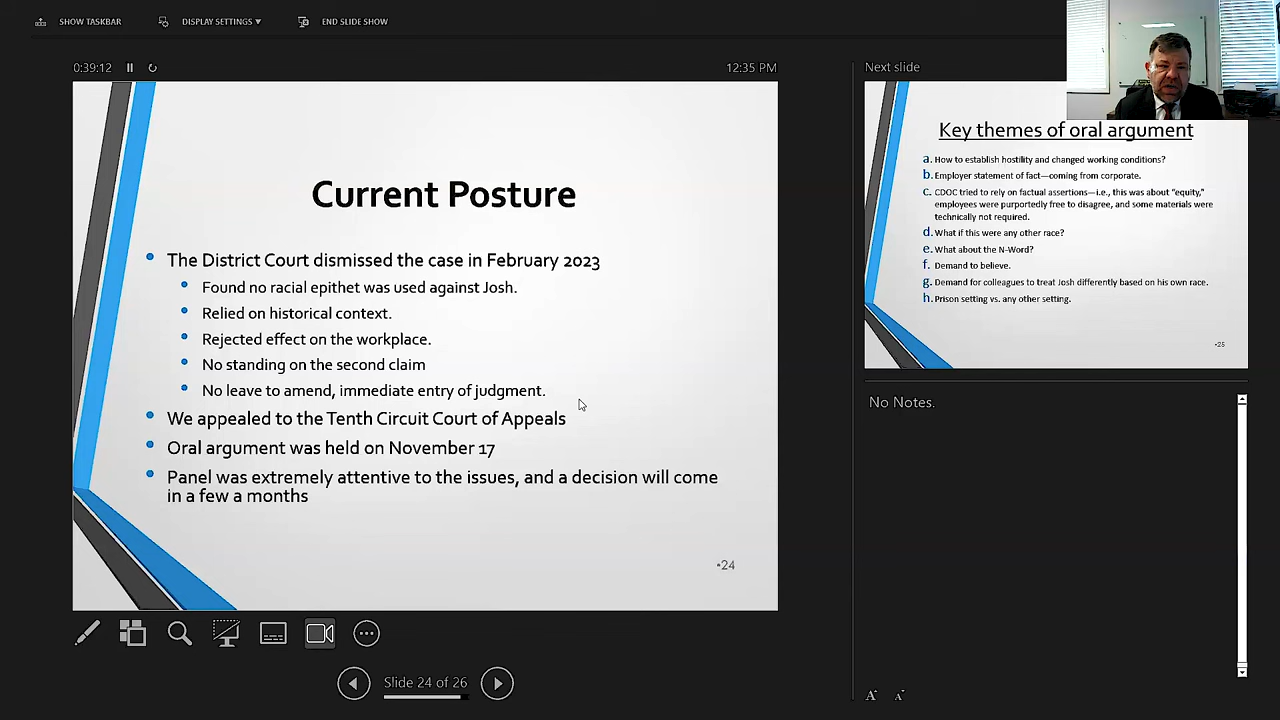 SHOW TASKBAR
DISPLAY SETTINGS ▼
END SLIDE SHOW
0:39:12
12:35 PM
Current Posture
• The District Court dismissed the case in February 2023
• Found no racial epithet was used against Josh.
• Relied on historical context.
• Rejected effect on the workplace.
• No standing on the second claim
• No leave to amend, immediate entry of judgment.
• We appealed to the Tenth Circuit Court of Appeals
• Oral argument was held on November 17
• Panel was extremely attentive to the issues, and a decision will come
in a few a months
•24
Slide 24 of 26
Next slide
Key themes of oral argument
a. How to establish hostility and changed working conditions?
b. Employer statement of fact—coming from corporate.
c. CDOC tried to rely on factual assertions—i.e., this was about "equity,"
employees were purportedly free to disagree, and some materials were
technically not required.
d. What if this were any other race?
e. What about the N-Word?
f. Demand to believe.
g. Demand for colleagues to treat Josh differently based on his own race.
h. Prison setting vs. any other setting.
•25
No Notes.
A A